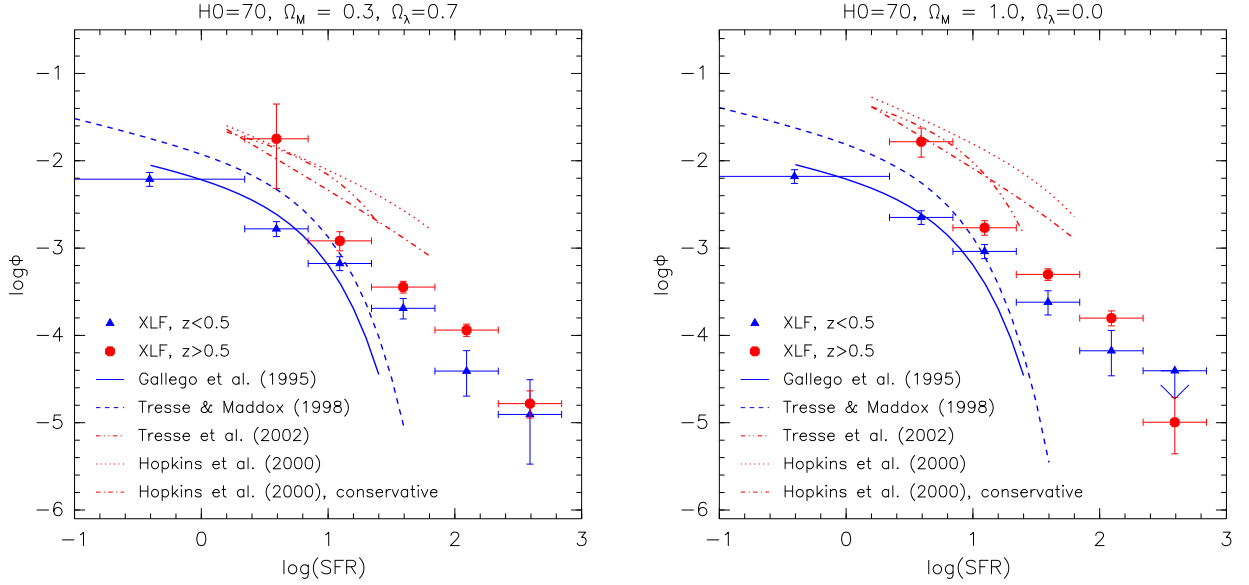 H0=70, Ω_M = 0.3, Ω_λ=0.7
−1
−2
−3
−4
−5
−6
logΦ
XLF, z<0.5
XLF, z>0.5
Gallego et al. (1995)
Tresse & Maddox (1998)
Tresse et al. (2002)
Hopkins et al. (2000)
Hopkins et al. (2000), conservative
−1 0 1 2 3
log(SFR)
H0=70, Ω_M = 1.0, Ω_λ=0.0
−1
−2
−3
−4
−5
−6
logΦ
XLF, z<0.5
XLF, z>0.5
Gallego et al. (1995)
Tresse & Maddox (1998)
Tresse et al. (2002)
Hopkins et al. (2000)
Hopkins et al. (2000), conservative
−1 0 1 2 3
log(SFR)